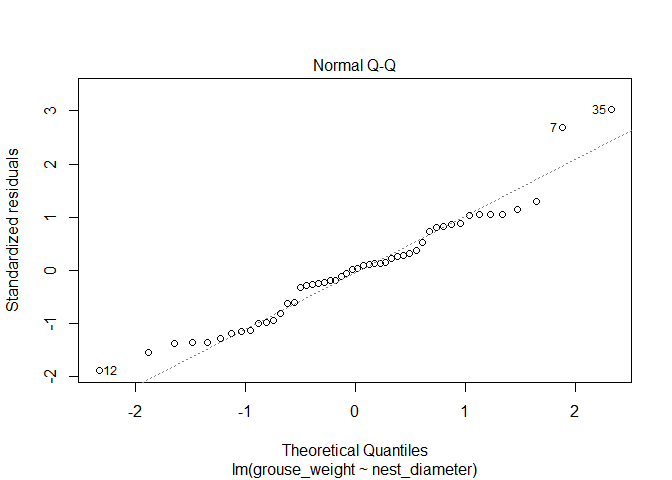 Normal Q-Q
3
2
1
0
-1
-2
Standardized residuals
35
7
12
-2 -1 0 1 2
Theoretical Quantiles
lm(grouse_weight ~ nest_diameter)